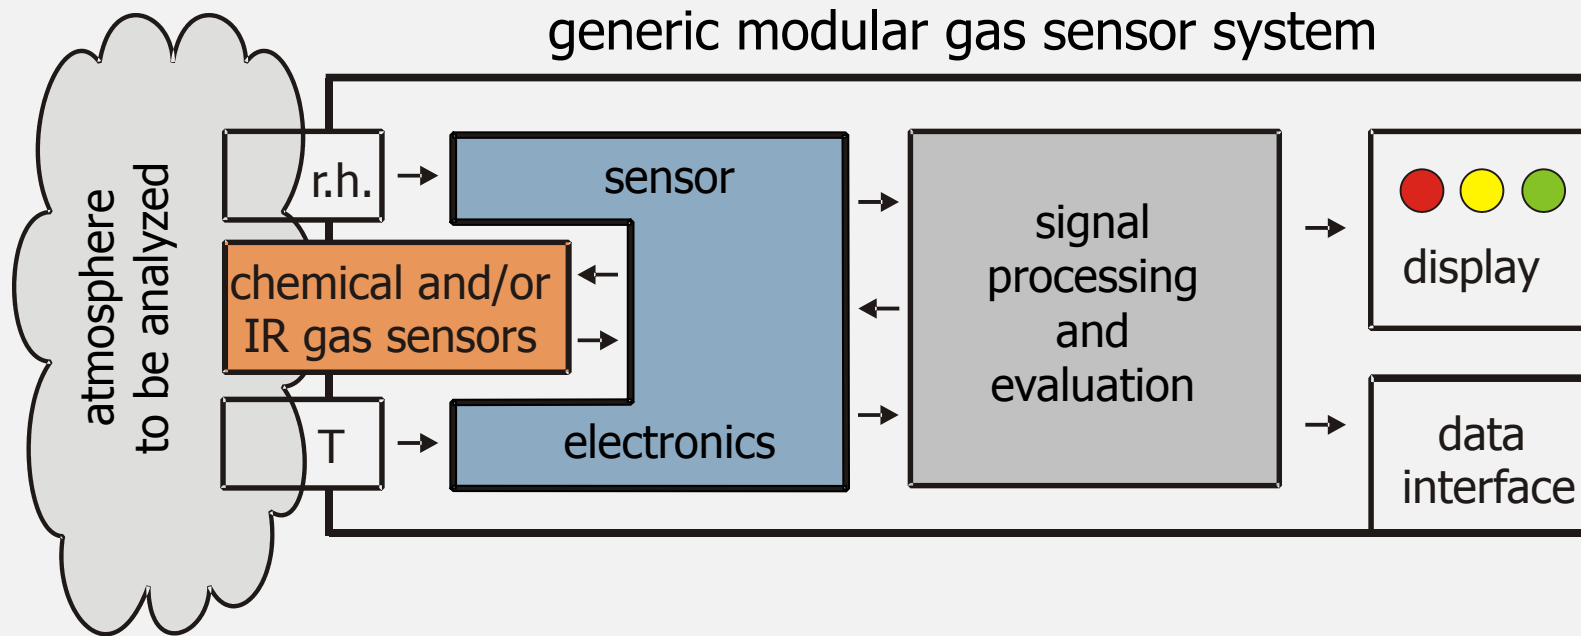 generic modular gas sensor system
atmosphere
to be analyzed
r.h.
chemical and/or
IR gas sensors
T
sensor
electronics
signal
processing
and
evaluation
display
data
interface